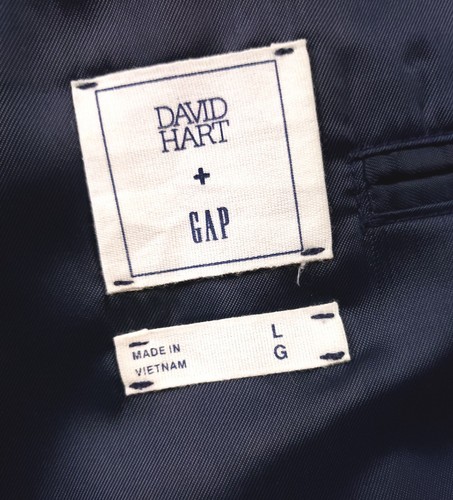 DAVID
HART
+
GAP
MADE IN
VIETNAM
L
G